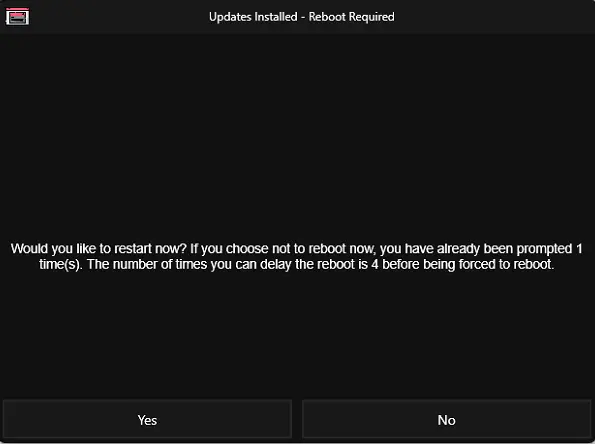 Updates Installed - Reboot Required
Would you like to restart now? If you choose not to reboot now, you have already been prompted 1
time(s). The number of times you can delay the reboot is 4 before being forced to reboot.
Yes
No